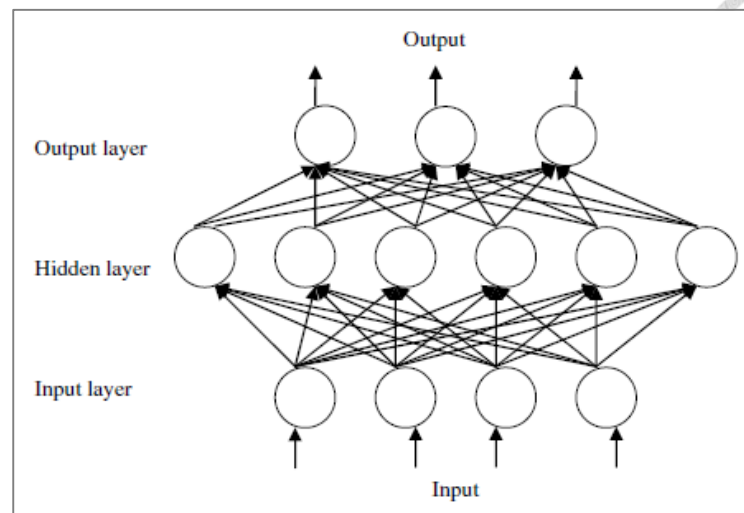 Output
Output layer
Hidden layer
Input layer
Input